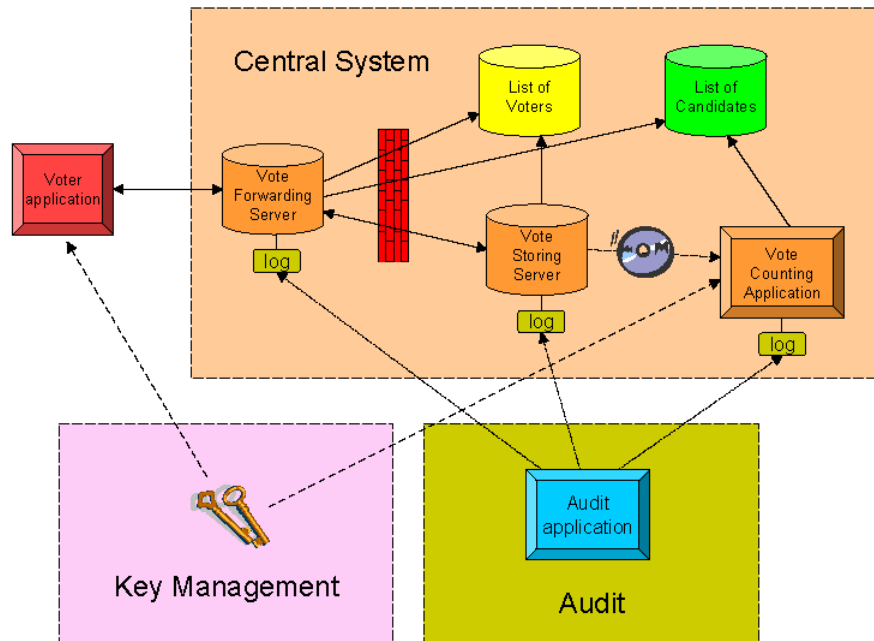 Central System
List of
Voters
List of
Candidates
Voter
application
Vote
Forwarding
Server
log
Vote
Storing
Server
log
Vote
Counting
Application
log
Key Management
Audit
application
Audit